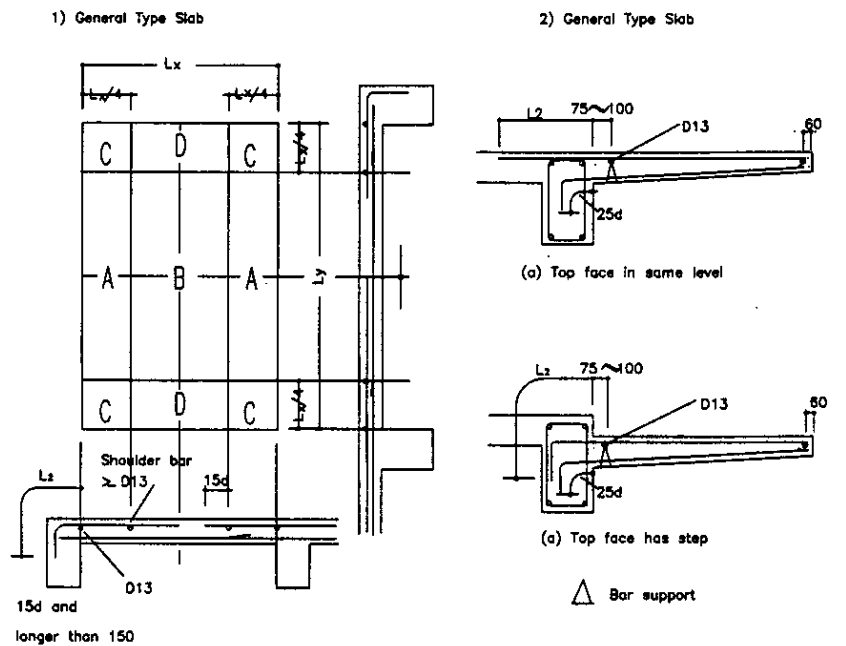 1) General Type Slab
Lx
Lx/4
Lx/4
C
D
C
Lx/4
A
B
A
Ly
C
D
C
Lx/4
Shoulder bar
≥ D13
L2
15d
D13
15d and
longer than 150
2) General Type Slab
L2
75~100
D13
60
25d
(a) Top face in same level
L2
75~100
D13
60
25d
(a) Top face has step
Bar support